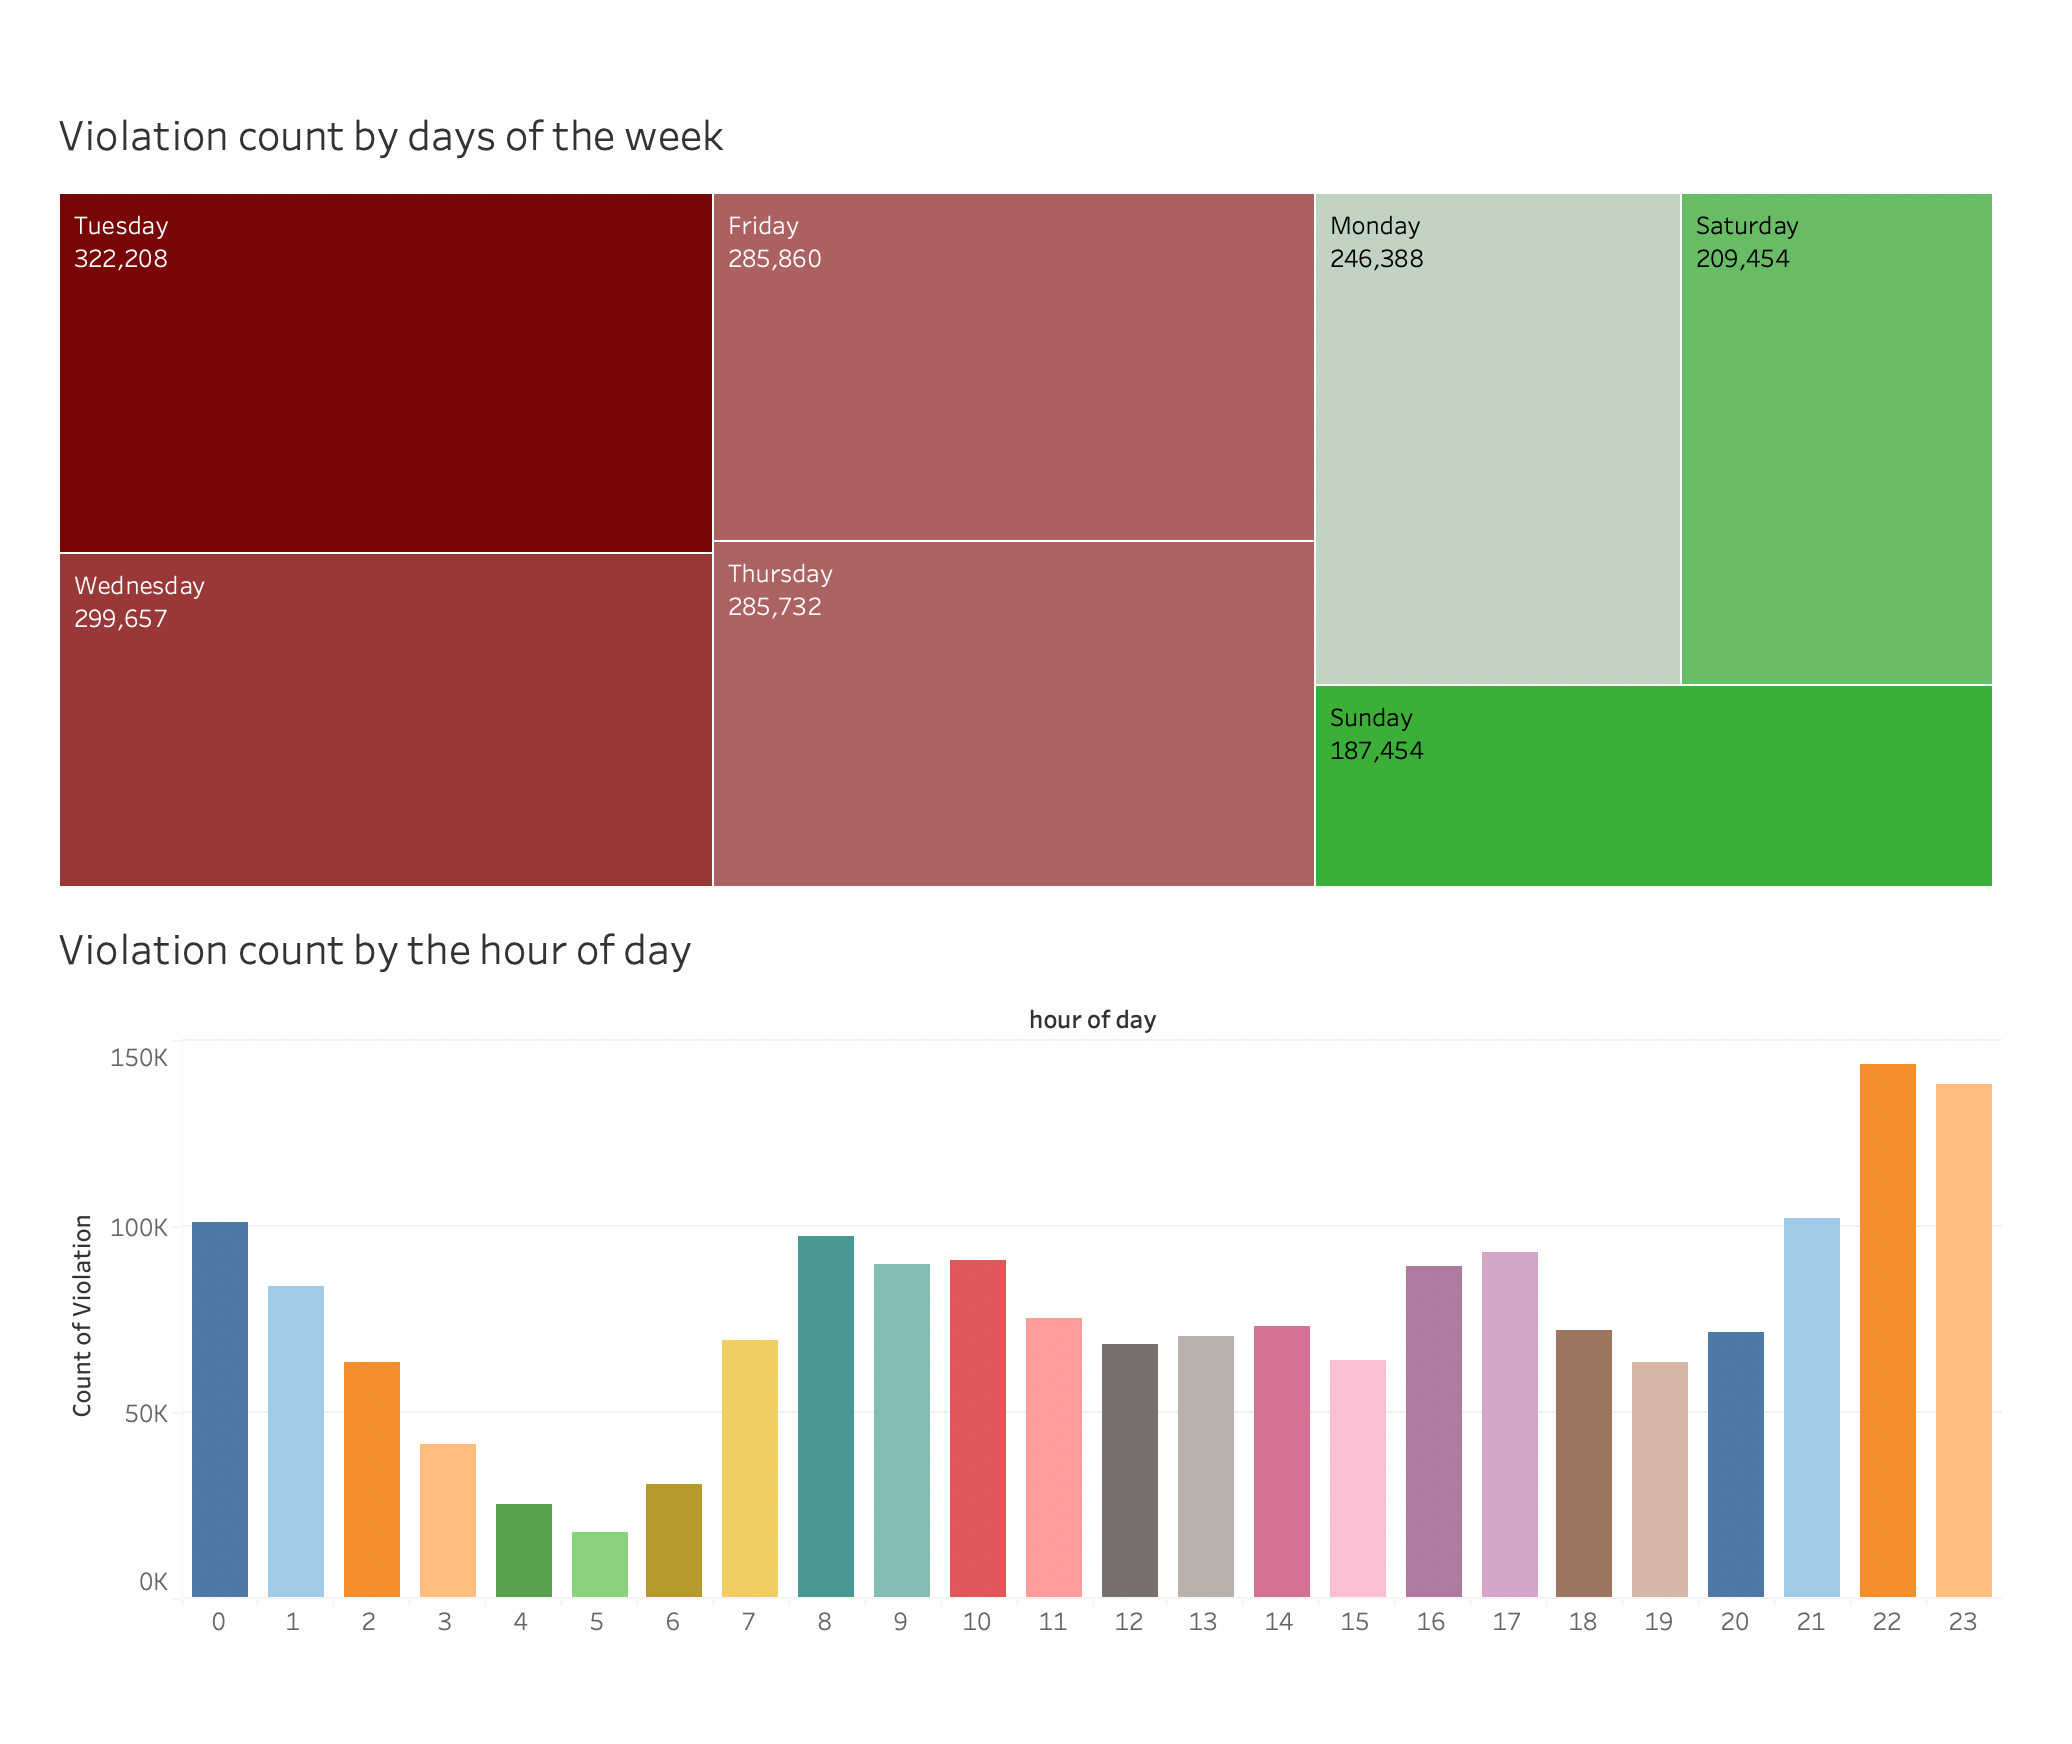 Violation count by days of the week
Tuesday
322,208
Friday
285,860
Monday
246,388
Saturday
209,454
Wednesday
299,657
Thursday
285,732
Sunday
187,454
Violation count by the hour of day
hour of day
150K
100K
50K
0K
Count of Violation
0 1 2 3 4 5 6 7 8 9 10 11 12 13 14 15 16 17 18 19 20 21 22 23